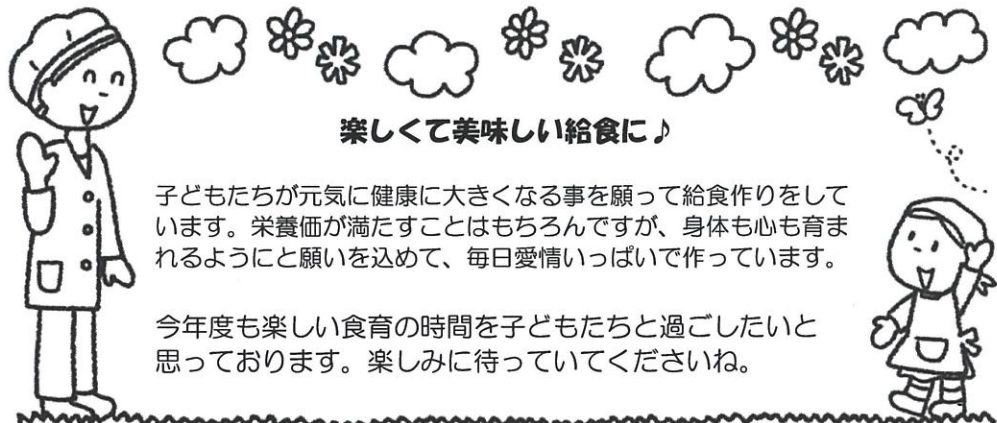 楽しくて美味しい給食に♪
子どもたちが元気に健康に大きくなる事を願って給食作りをして
います。栄養価が満たすことはもちろんですが、身体も心も育ま
れるようにと願いを込めて、毎日愛情いっぱいで作っています。
今年度も楽しい食育の時間を子どもたちと過ごしたいと
思っております。楽しみに待っていてくださいね。